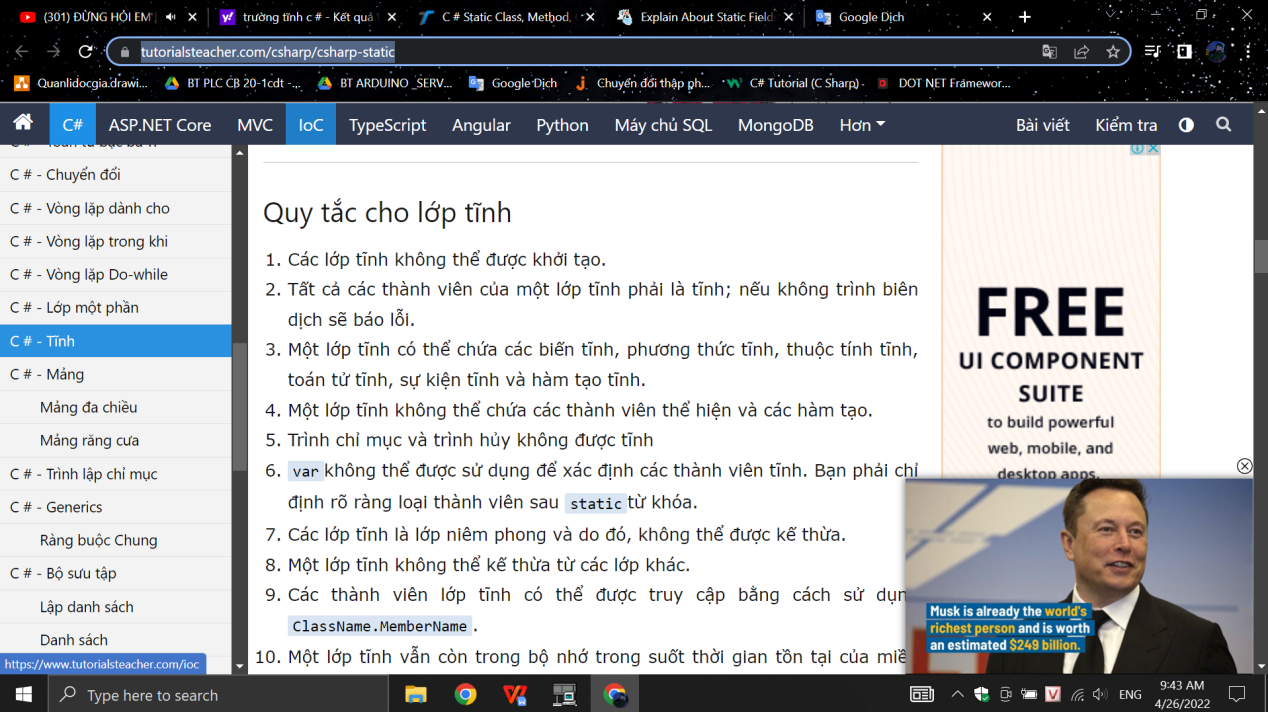 (301) ĐỪNG HỎI EM
trường tĩnh c # - Kết quả
C # Static Class, Method,
Explain About Static Field
Google Dịch
tutorialsteacher.com/csharp/csharp-static
Quanlidocgia.drawi...
BT PLC CB 20-1cdt -...
BT ARDUINO _SERV...
Google Dịch
Chuyển đổi thập ph...
C# Tutorial (C Sharp)
DOT NET Framewor...
C#
ASP.NET Core
MVC
IoC
TypeScript
Angular
Python
Máy chủ SQL
MongoDB
Hơn
Bài viết
Kiểm tra
C # - Chuyển đổi
C # - Vòng lặp dành cho
C # - Vòng lặp trong khi
C # - Vòng lặp Do-while
C # - Lớp một phần
C # - Tĩnh
C # - Mảng
Mảng đa chiều
Mảng răng cưa
C # - Trình lập chỉ mục
C # - Generics
Ràng buộc Chung
C # - Bộ sưu tập
Lập danh sách
Danh sách
https://www.tutorialsteacher.com/ioc
Quy tắc cho lớp tĩnh
1. Các lớp tĩnh không thể được khởi tạo.
2. Tất cả các thành viên của một lớp tĩnh phải là tĩnh; nếu không trình biên
dịch sẽ báo lỗi.
3. Một lớp tĩnh có thể chứa các biến tĩnh, phương thức tĩnh, thuộc tính tĩnh,
toán tử tĩnh, sự kiện tĩnh và hàm tạo tĩnh.
4. Một lớp tĩnh không thể chứa các thành viên thể hiện và các hàm tạo.
5. Trình chỉ mục và trình hủy không được tĩnh
6. var không thể được sử dụng để xác định các thành viên tĩnh. Bạn phải chỉ
định rõ ràng loại thành viên sau static từ khóa.
7. Các lớp tĩnh là lớp niêm phong và do đó, không thể được kế thừa.
8. Một lớp tĩnh không thể kế thừa từ các lớp khác.
9. Các thành viên lớp tĩnh có thể được truy cập bằng cách sử dụn
ClassName.MemberName.
10. Một lớp tĩnh vẫn còn trong bộ nhớ trong suốt thời gian tồn tại của miề
FREE
UI COMPONENT
SUITE
to build powerful
web, mobile, and
desktop apps.
Musk is already the world's
richest person and is worth
an estimated $249 billion.
Type here to search
ENG
9:43 AM
4/26/2022